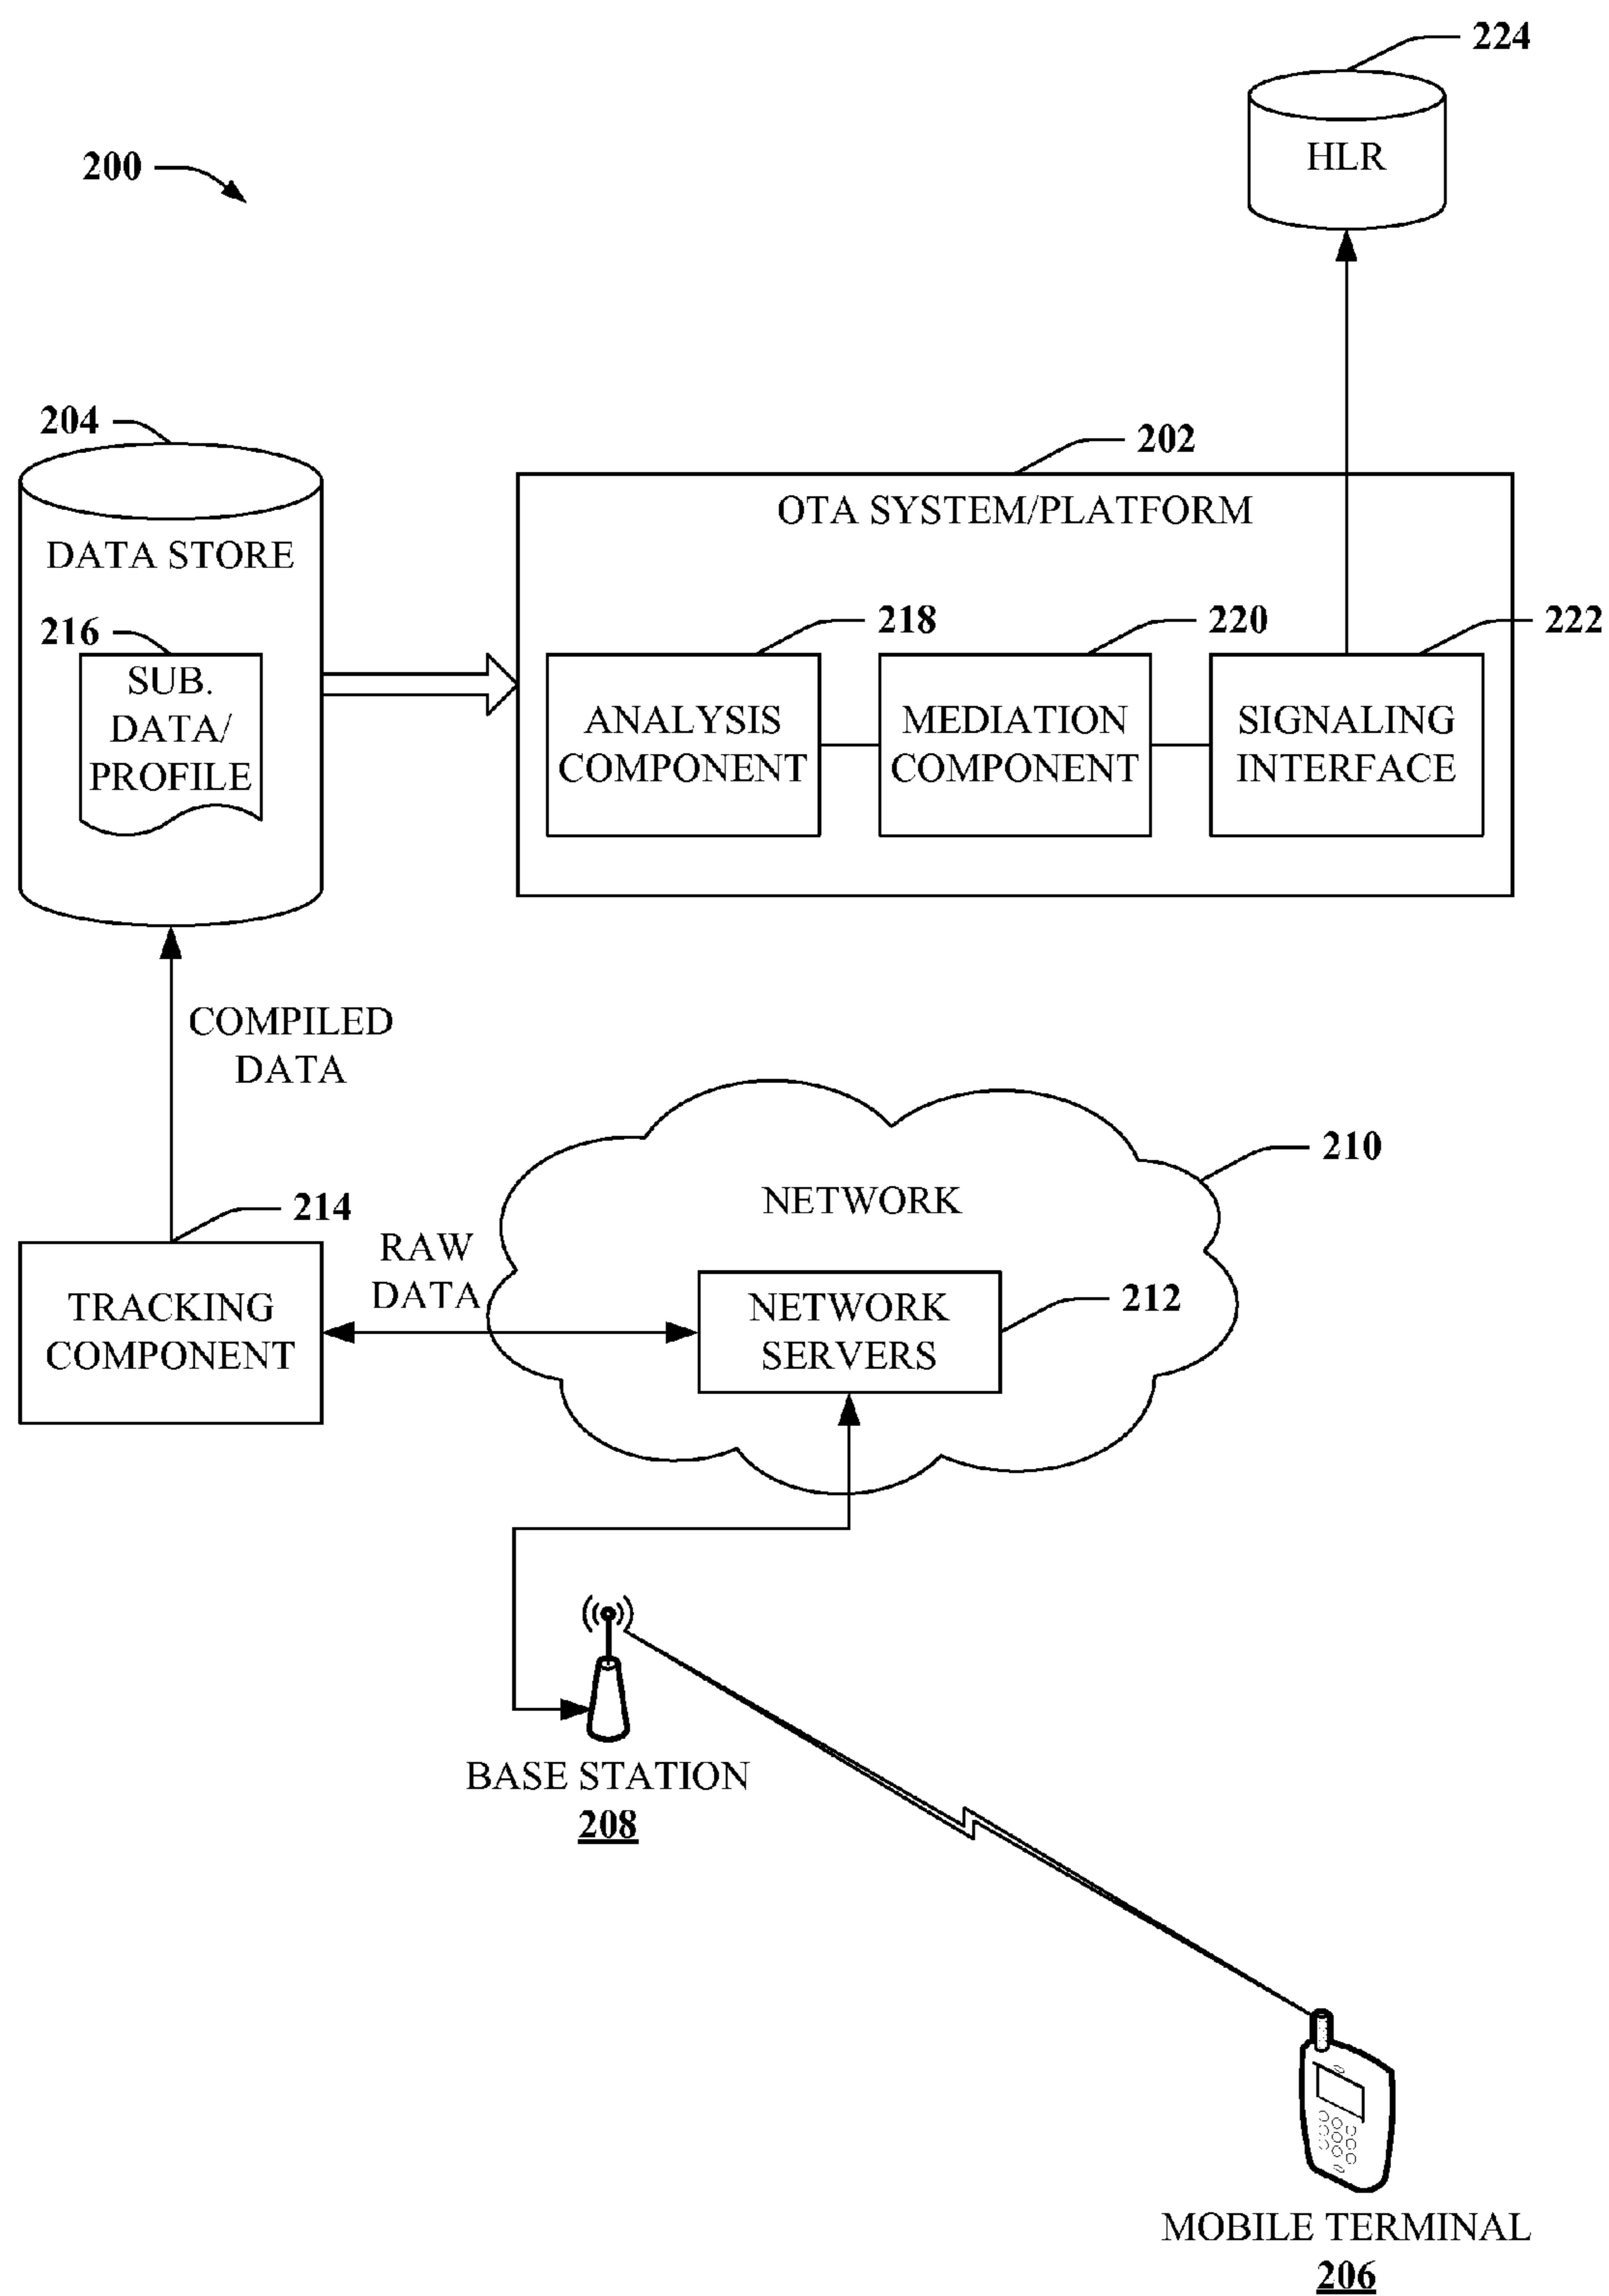 224
HLR
200
204
202
OTA SYSTEM/PLATFORM
DATA STORE
216
218
220
222
SUB.
DATA/
PROFILE
ANALYSIS
COMPONENT
MEDIATION
COMPONENT
SIGNALING
INTERFACE
COMPILED
DATA
210
NETWORK
214
RAW
DATA
TRACKING
COMPONENT
NETWORK
SERVERS
212
BASE STATION
208
MOBILE TERMINAL
206